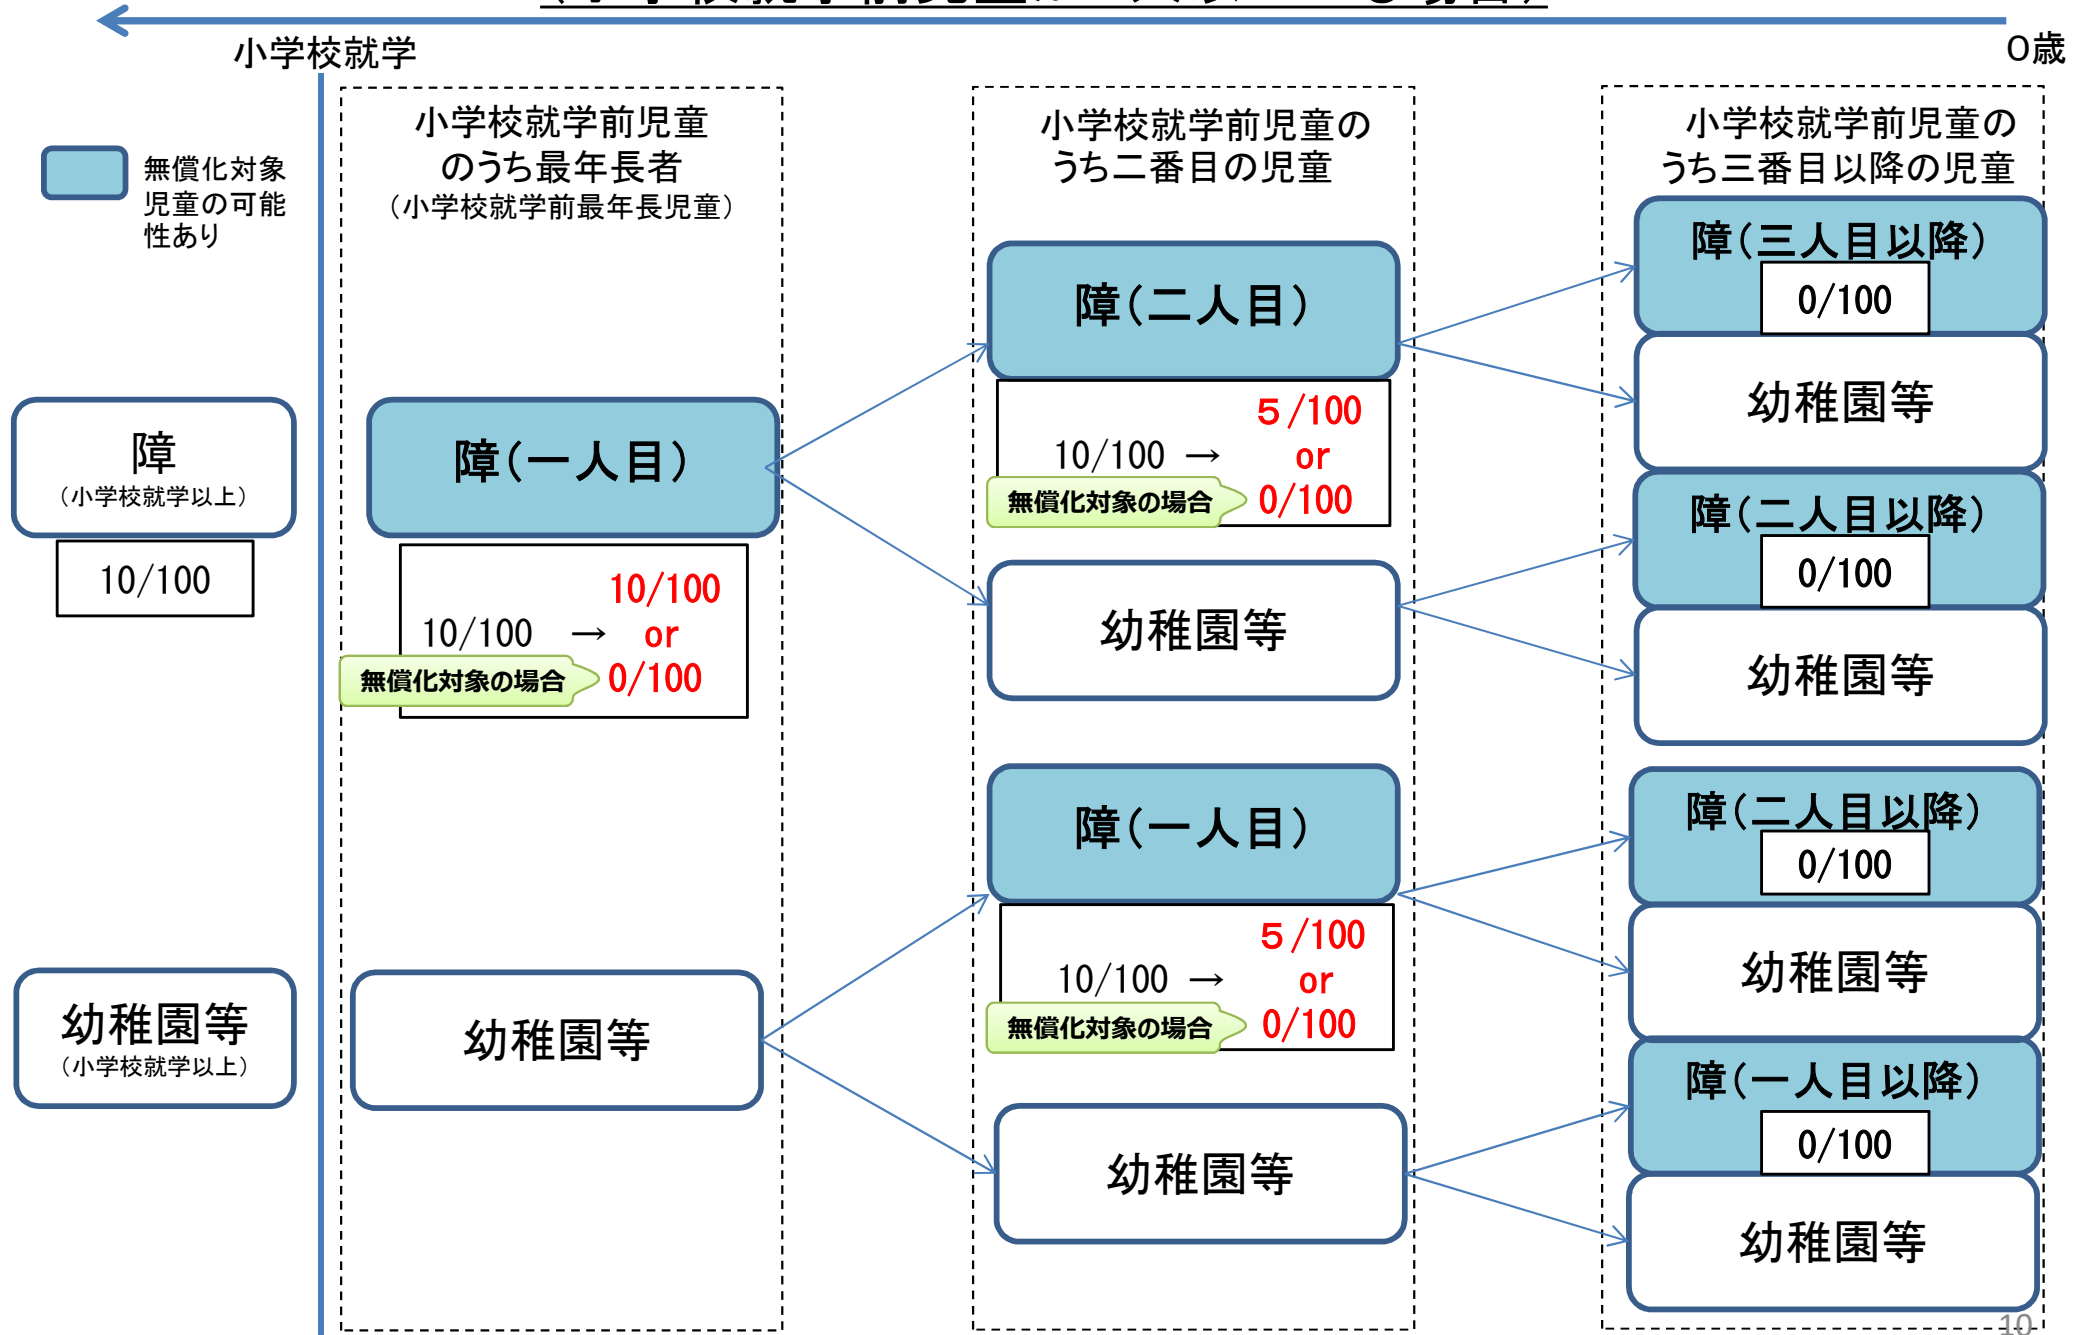 小学校就学
0歳
無償化対象
児童の可能
性あり
障
（小学校就学以上）
10/100
幼稚園等
（小学校就学以上）
小学校就学前児童
のうち最年長者
（小学校就学前最年長児童）
障（一人目）
10/100 →
10/100
or
0/100
無償化対象の場合
幼稚園等
小学校就学前児童の
うち二番目の児童
障（二人目）
10/100 →
５/100
or
0/100
無償化対象の場合
幼稚園等
障（一人目）
10/100 →
５/100
or
0/100
無償化対象の場合
幼稚園等
小学校就学前児童の
うち三番目以降の児童
障（三人目以降）
0/100
幼稚園等
障（二人目以降）
0/100
幼稚園等
障（二人目以降）
0/100
幼稚園等
障（一人目以降）
0/100
幼稚園等
10